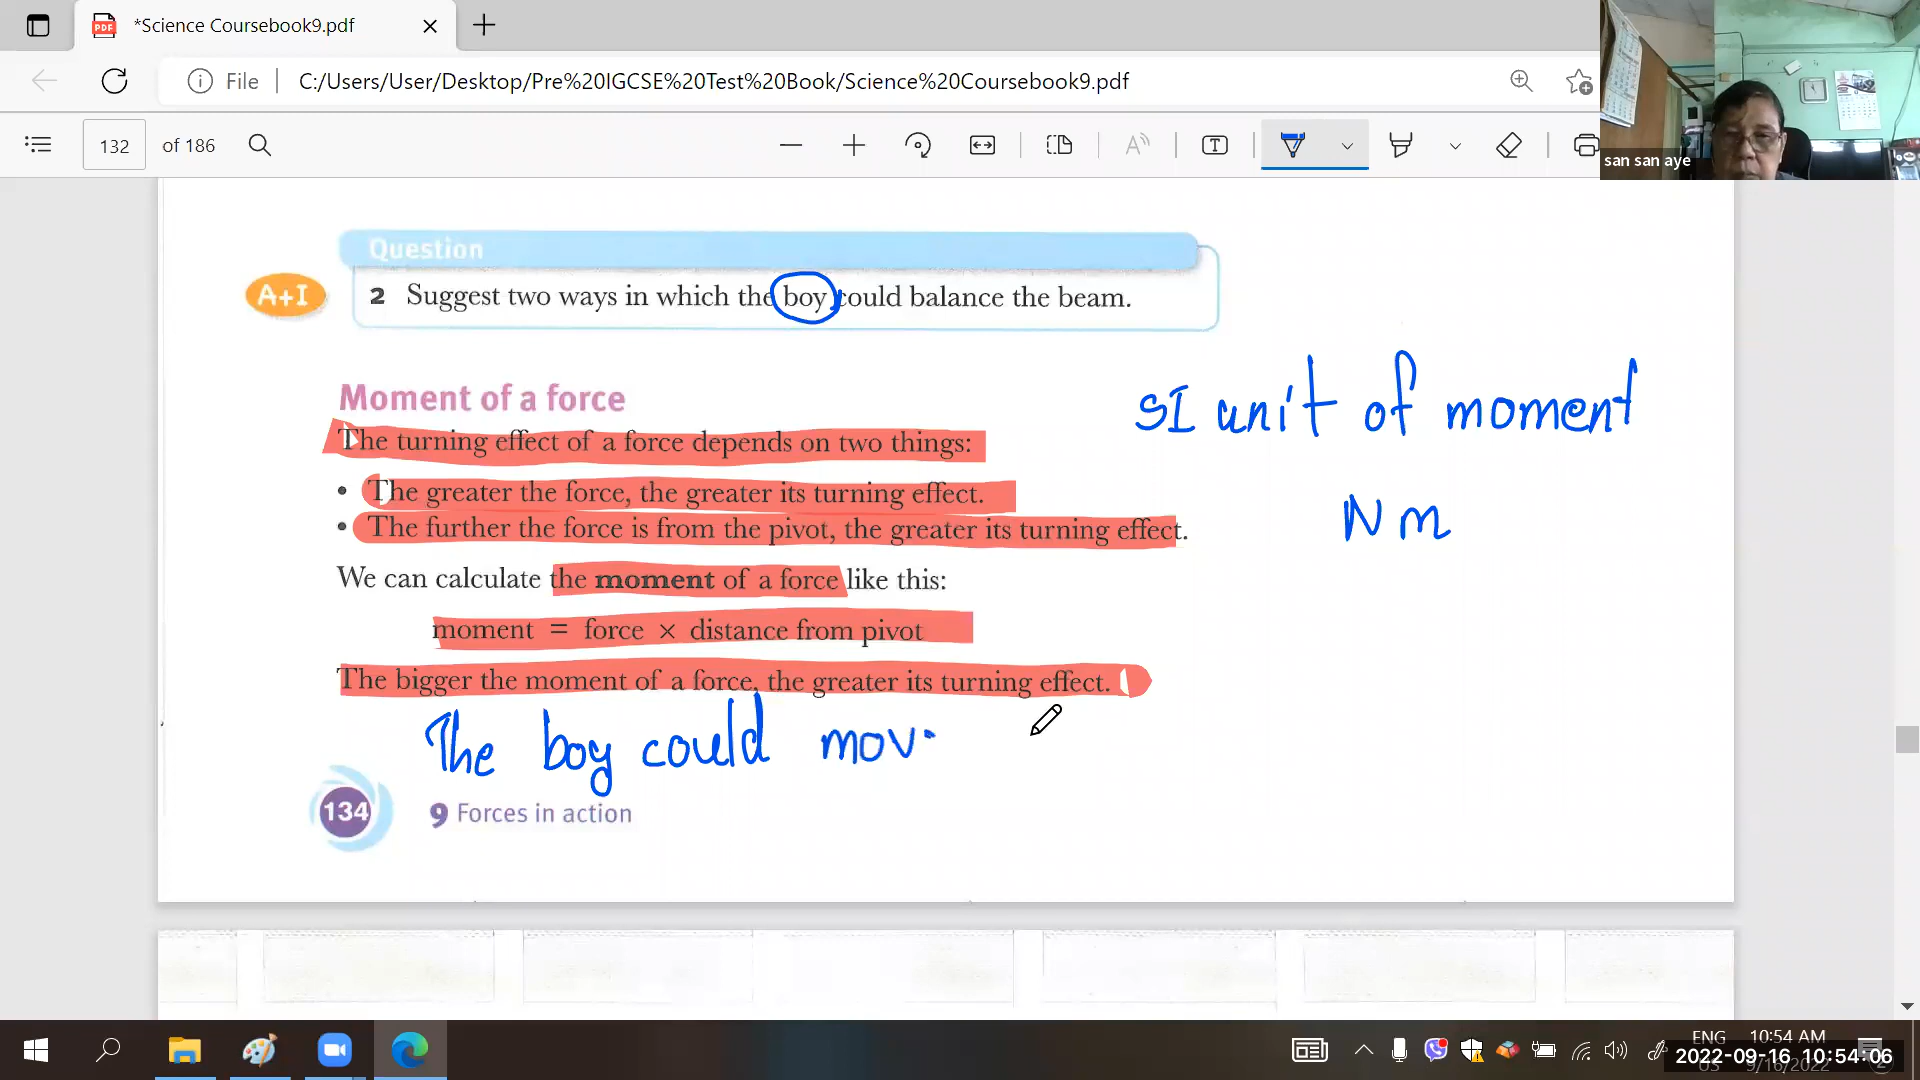 *Science Coursebook9.pdf
File
C:/Users/User/Desktop/Pre%20IGCSE%20Test%20Book/Science%20Coursebook9.pdf
132 of 186
san san aye
Question
A+I
2 Suggest two ways in which the boy could balance the beam.
Moment of a force
SI unit of moment
The turning effect of a force depends on two things:
• The greater the force, the greater its turning effect.
• The further the force is from the pivot, the greater its turning effect.
N m
We can calculate the moment of a force like this:
moment = force × distance from pivot
The bigger the moment of a force, the greater its turning effect.
The boy could mov
134
9 Forces in action
ENG
10:54 AM
2022-09-16 10:54:06
9/16/2022